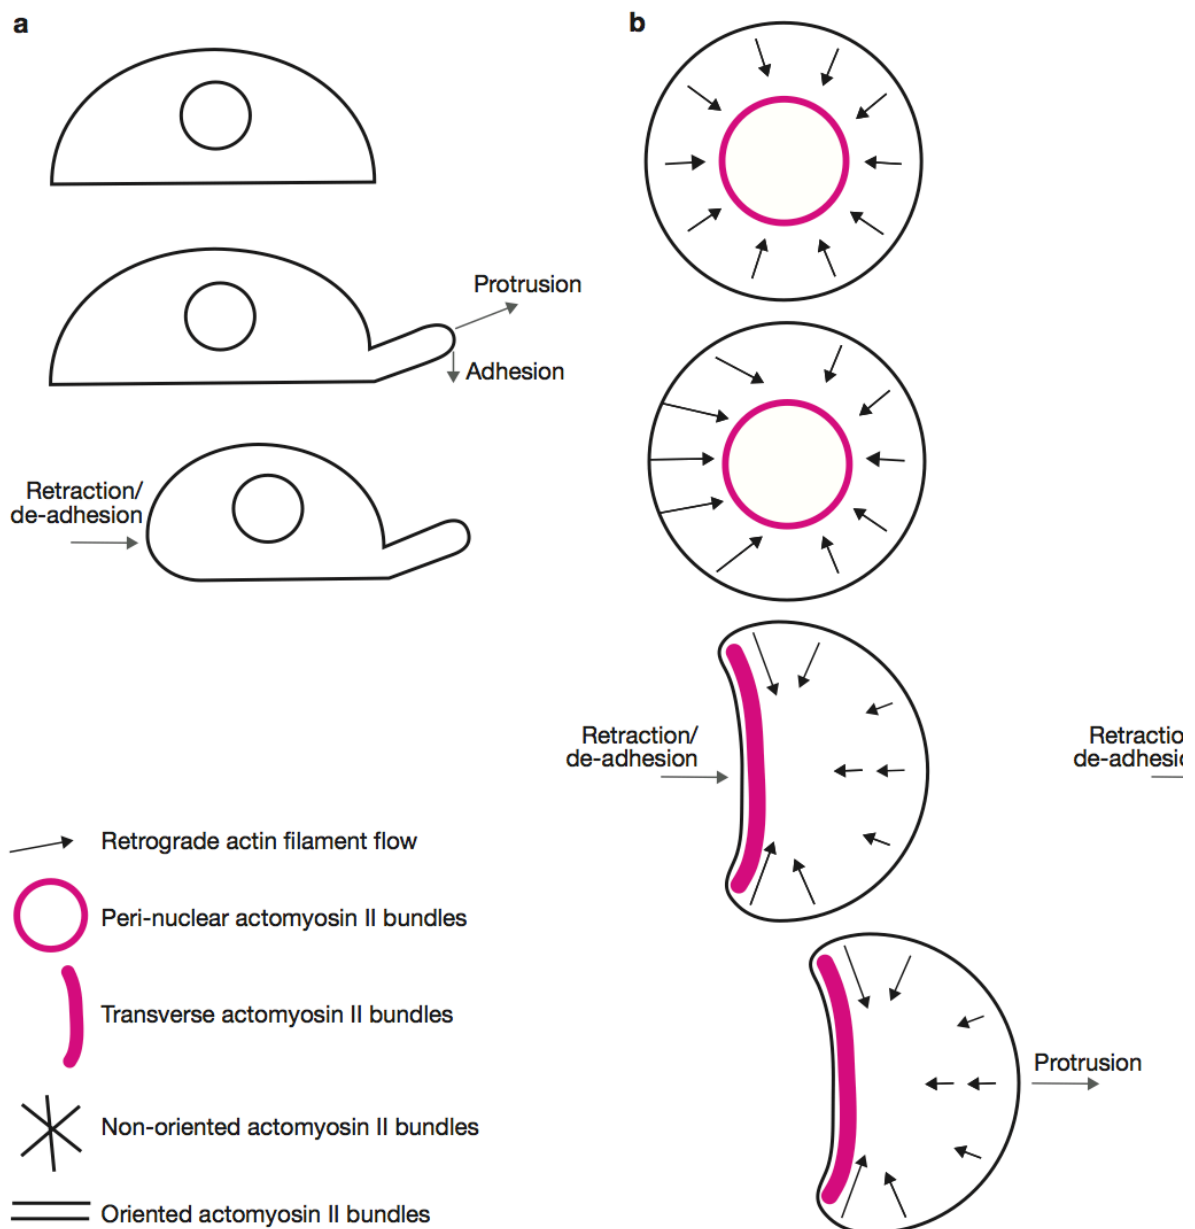 a
b
Protrusion
Adhesion
Retraction/
de-adhesion
Retraction/
de-adhesion
Protrusion
Retrograde actin filament flow
Peri-nuclear actomyosin II bundles
Transverse actomyosin II bundles
Non-oriented actomyosin II bundles
Oriented actomyosin II bundles